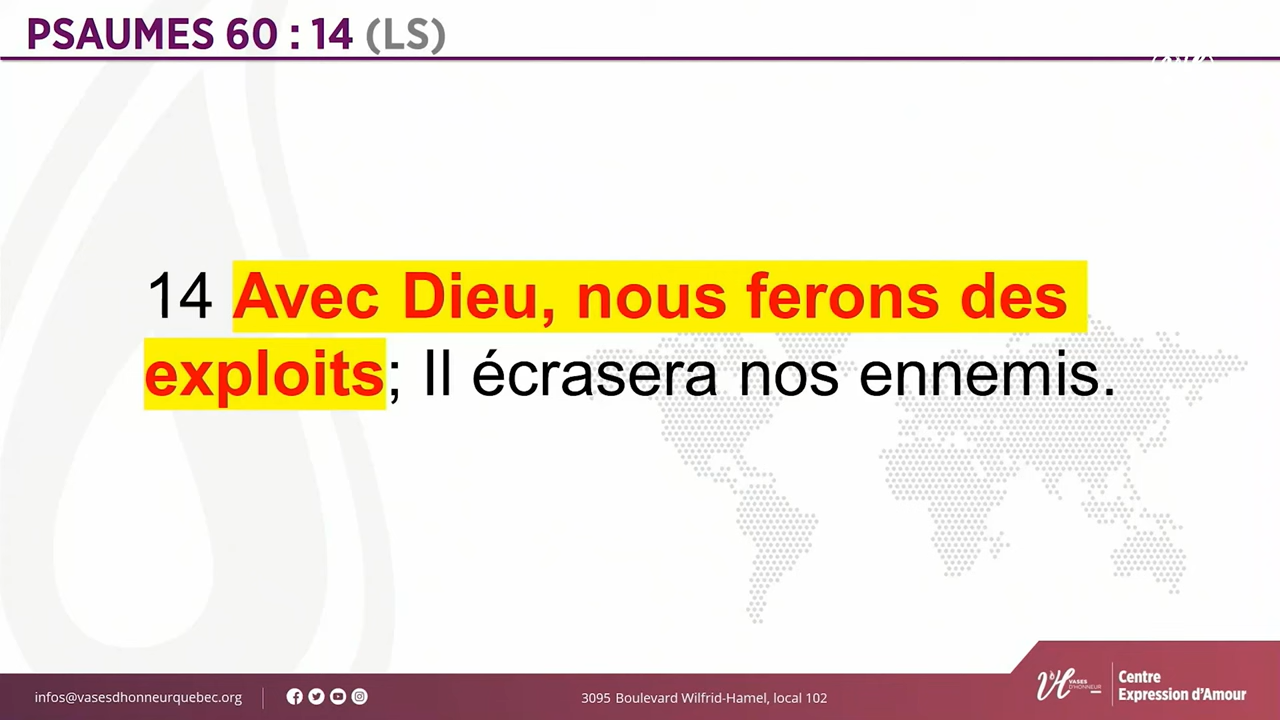 PSAUMES 60 : 14 (LS)
14 Avec Dieu, nous ferons des
exploits; Il écrasera nos ennemis.
infos@vasesdhonneurquebec.org
3095 Boulevard Wilfrid-Hamel, local 102
VASES
D'HONNEUR
Centre
Expression d'Amour